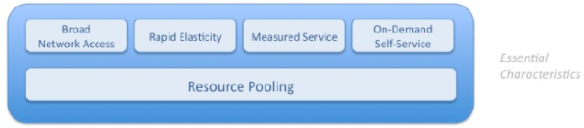 Broad
Network Access
Rapid Elasticity
Measured Service
On-Demand
Self-Service
Essential
Characteristics
Resource Pooling